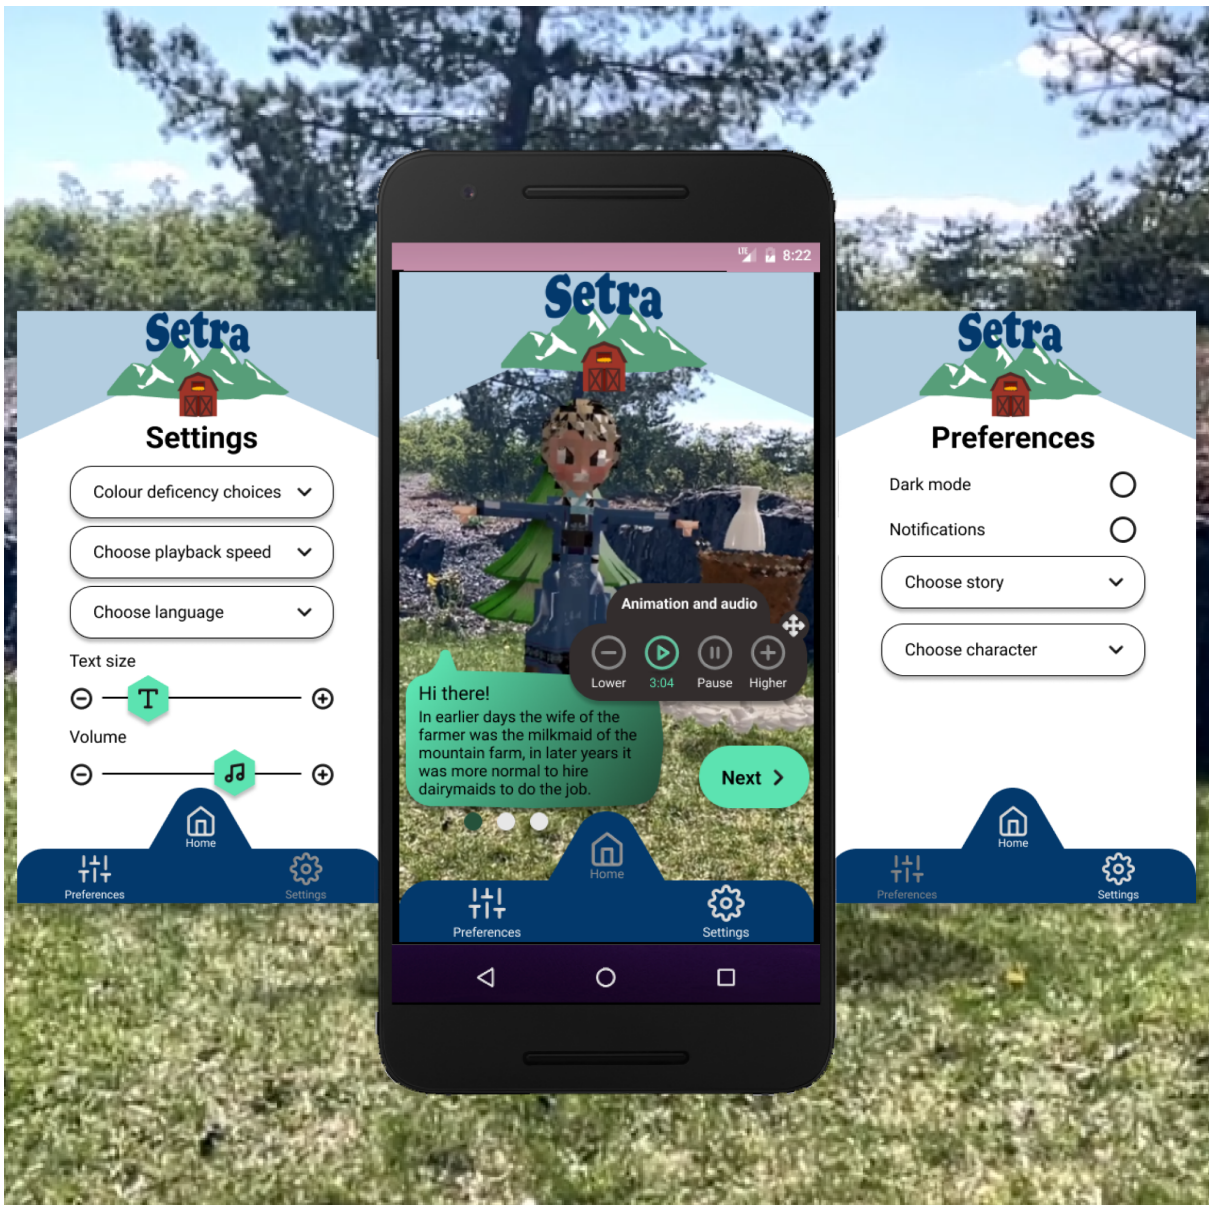 Setra
Settings
Colour deficency choices
Choose playback speed
Choose language
Text size
T
Volume
Home
Preferences
Settings
LTE
8:22
Setra
Animation and audio
Lower
3:04
Pause
Higher
Hi there!
In earlier days the wife of the
farmer was the milkmaid of the
mountain farm, in later years it
was more normal to hire
dairymaids to do the job.
Next
Home
Preferences
Settings
Setra
Preferences
Dark mode
Notifications
Choose story
Choose character
Home
Preferences
Settings